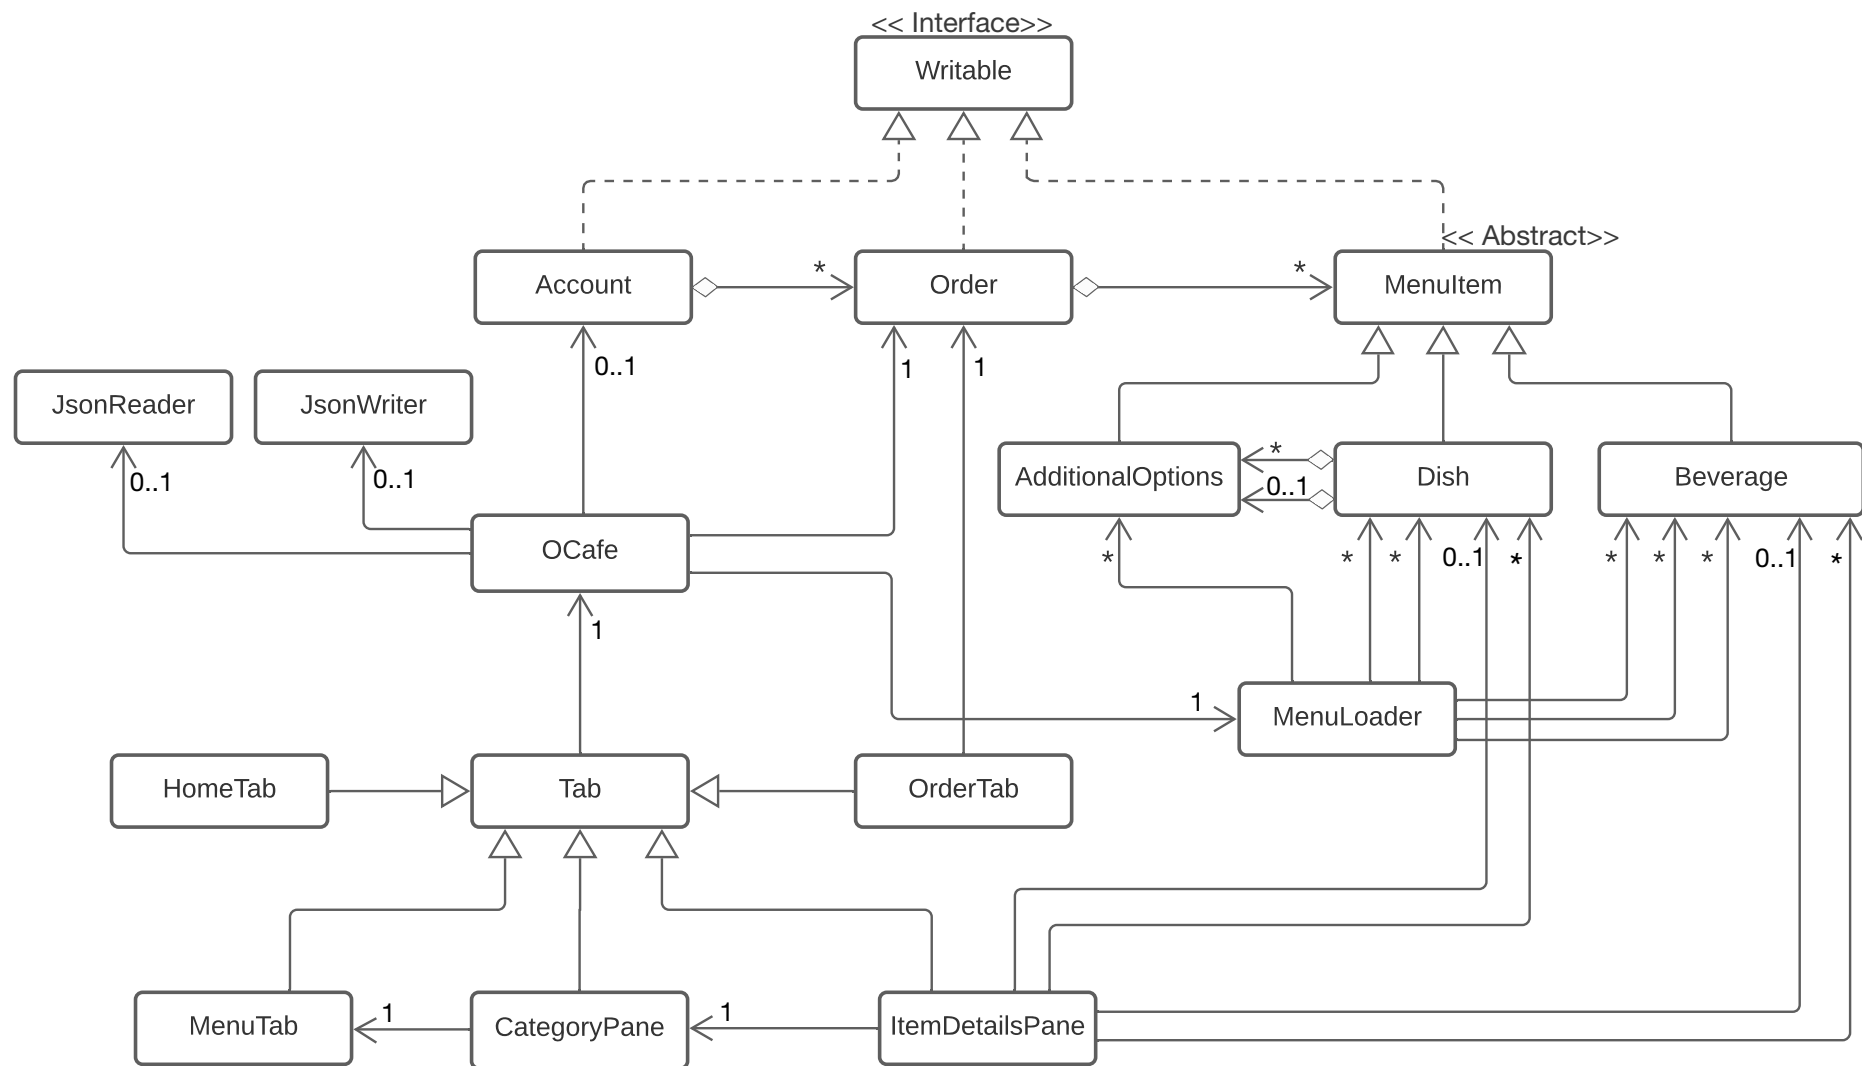 << Interface>>
Writable
<< Abstract>>
Account
*
Order
*
MenuItem
0..1
1
1
JsonReader
JsonWriter
0..1
0..1
AdditionalOptions
*
0..1
Dish
Beverage
OCafe
*
*
*
0..1
*
*
*
*
0..1
*
1
1
MenuLoader
HomeTab
Tab
OrderTab
MenuTab
1
CategoryPane
1
ItemDetailsPane